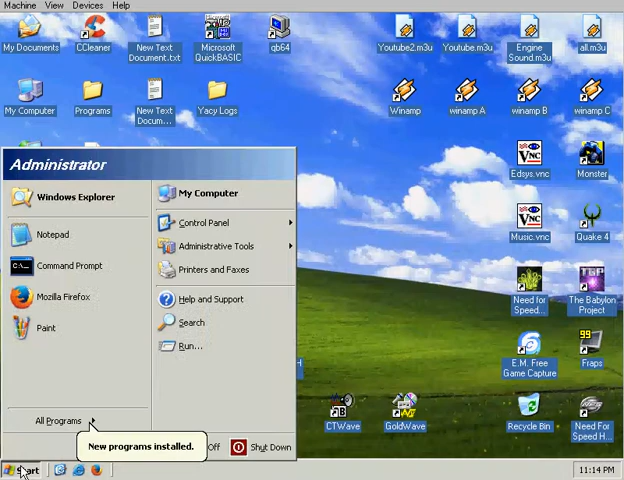 Machine View Devices Help
My Documents
CCleaner
New Text
Document.txt
Microsoft
QuickBASIC
qb64
Youtube2.m3u
Youtube.m3u
Engine
Sound.m3u
all.m3u
My Computer
Programs
New Text
Docum...
Yacy Logs
Winamp
winamp A
winamp B
winamp C
Administrator
Windows Explorer
Notepad
Command Prompt
Mozilla Firefox
Paint
All Programs
My Computer
Control Panel
Administrative Tools
Printers and Faxes
Help and Support
Search
Run...
New programs installed.
Off
Shut Down
Edsys.vnc
Monster
Music.vnc
Quake 4
Need for
Speed...
The Babylon
Project
E.M. Free
Game Capture
Fraps
CTWave
GoldWave
Recycle Bin
Need For
Speed H...
Start
11:14 PM